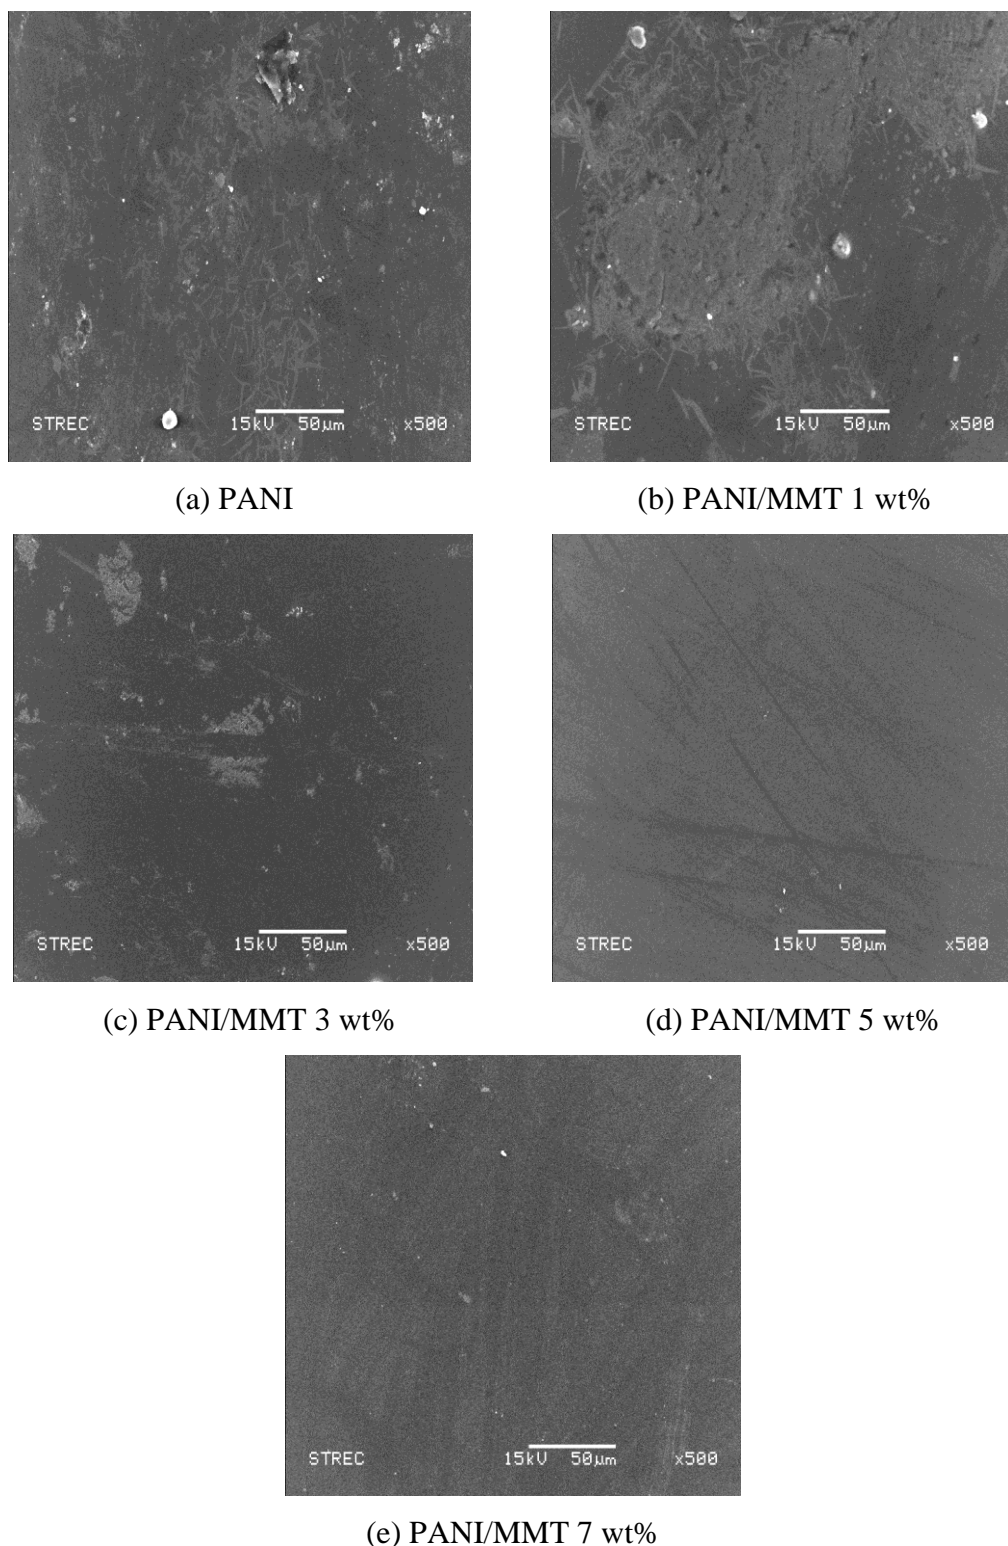 STREC 15kV 50µm x500
STREC 15kV 50µm x500
(a) PANI
(b) PANI/MMT 1 wt%
STREC 15kV 50µm x500
STREC 15kV 50µm x500
(c) PANI/MMT 3 wt%
(d) PANI/MMT 5 wt%
STREC 15kV 50µm x500
(e) PANI/MMT 7 wt%